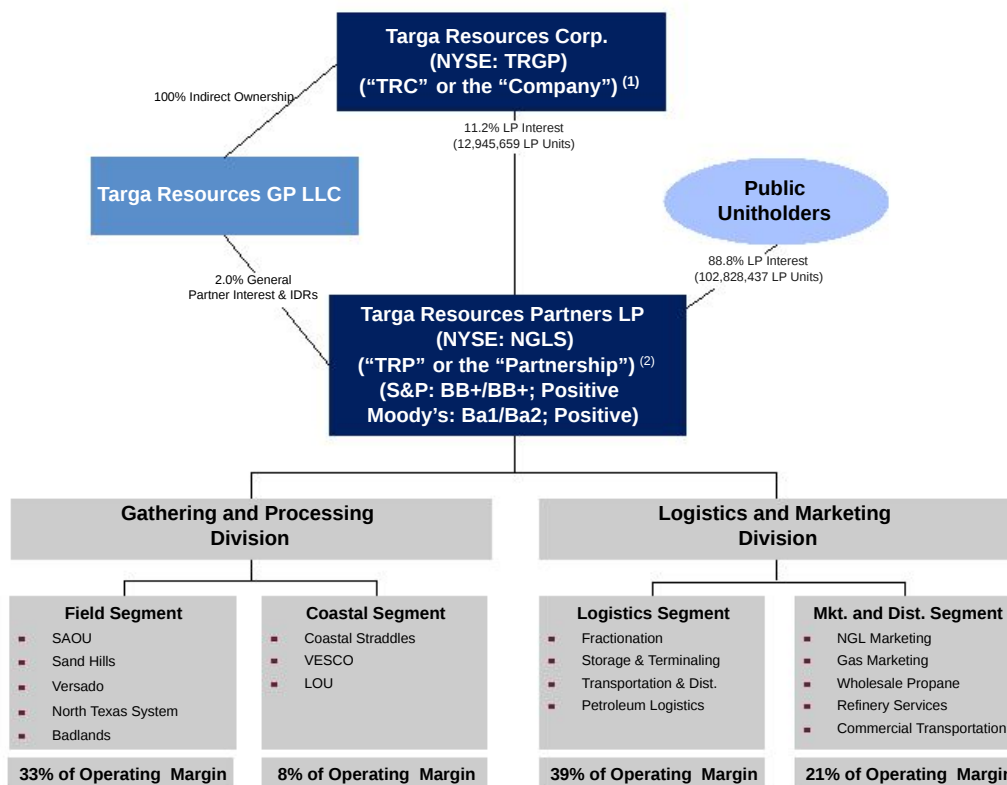 Targa Resources Corp.
(NYSE: TRGP)
(“TRC” or the “Company”) (1)
100% Indirect Ownership
11.2% LP Interest
(12,945,659 LP Units)
Targa Resources GP LLC
Public
Unitholders
88.8% LP Interest
(102,828,437 LP Units)
2.0% General
Partner Interest & IDRs
Targa Resources Partners LP
(NYSE: NGLS)
(“TRP” or the “Partnership”) (2)
(S&P: BB+/BB+; Positive
Moody’s: Ba1/Ba2; Positive)
Gathering and Processing
Division
Logistics and Marketing
Division
Field Segment
SAOU
Sand Hills
Versado
North Texas System
Badlands
Coastal Segment
Coastal Straddles
VESCO
LOU
Logistics Segment
Fractionation
Storage & Terminaling
Transportation & Dist.
Petroleum Logistics
Mkt. and Dist. Segment
NGL Marketing
Gas Marketing
Wholesale Propane
Refinery Services
Commercial Transportation
33% of Operating Margin
8% of Operating Margin
39% of Operating Margin
21% of Operating Margin